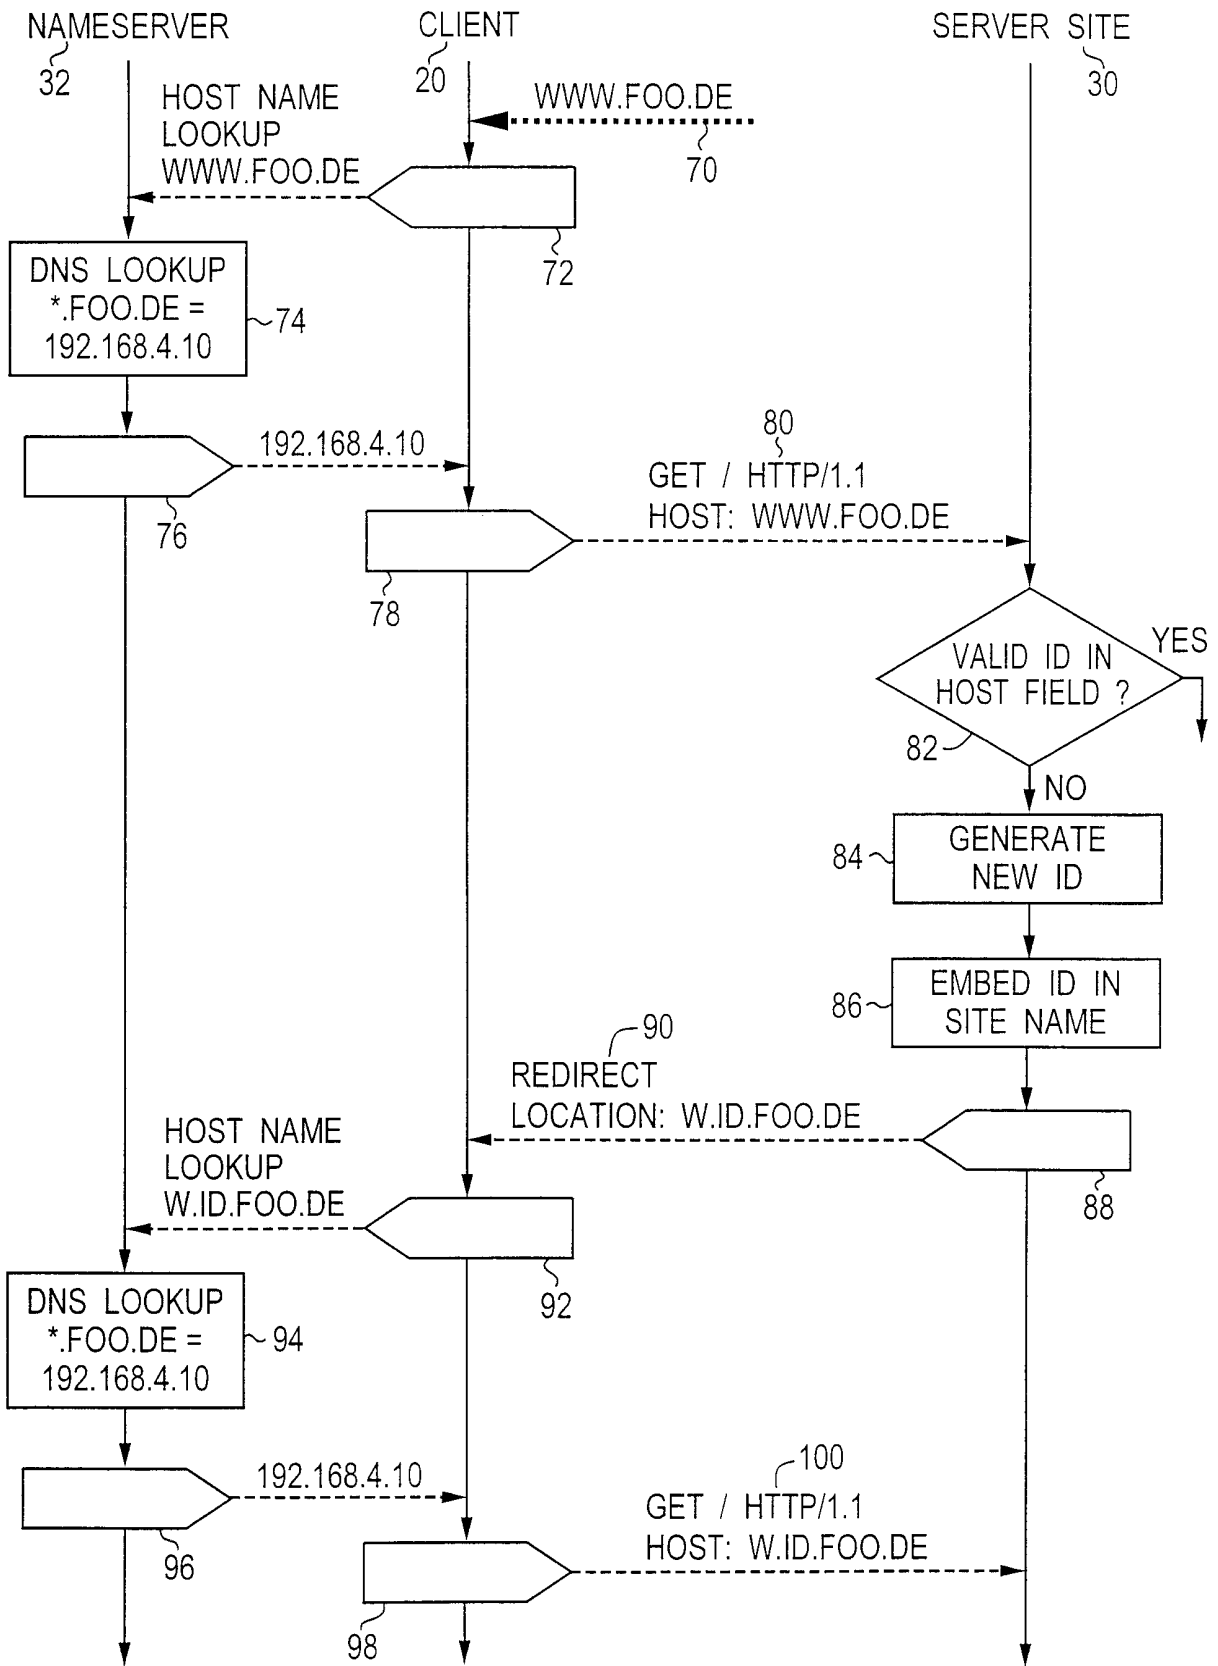 NAMESERVER
32
CLIENT
20
SERVER SITE
30
HOST NAME
LOOKUP
WWW.FOO.DE
WWW.FOO.DE
70
72
DNS LOOKUP
*.FOO.DE =
192.168.4.10
74
76
192.168.4.10
80
GET / HTTP/1.1
HOST: WWW.FOO.DE
78
VALID ID IN
HOST FIELD ?
YES
82
NO
GENERATE
NEW ID
84
EMBED ID IN
SITE NAME
86
90
REDIRECT
LOCATION: W.ID.FOO.DE
88
HOST NAME
LOOKUP
W.ID.FOO.DE
92
DNS LOOKUP
*.FOO.DE =
192.168.4.10
94
192.168.4.10
96
100
GET / HTTP/1.1
HOST: W.ID.FOO.DE
98